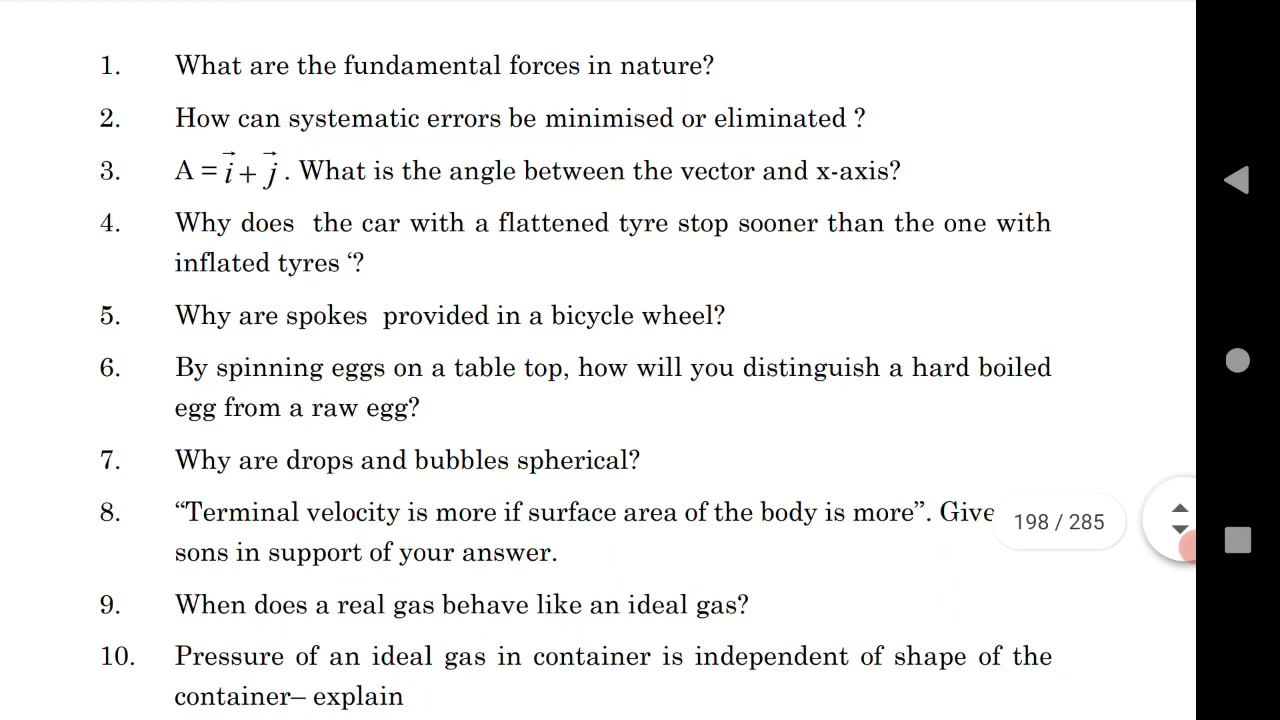 1. What are the fundamental forces in nature?
2. How can systematic errors be minimised or eliminated ?
3. A = i⃗ + j⃗ . What is the angle between the vector and x-axis?
4. Why does the car with a flattened tyre stop sooner than the one with
inflated tyres ‘?
5. Why are spokes provided in a bicycle wheel?
6. By spinning eggs on a table top, how will you distinguish a hard boiled
egg from a raw egg?
7. Why are drops and bubbles spherical?
8. “Terminal velocity is more if surface area of the body is more”. Give
198 / 285
sons in support of your answer.
9. When does a real gas behave like an ideal gas?
10. Pressure of an ideal gas in container is independent of shape of the
container– explain